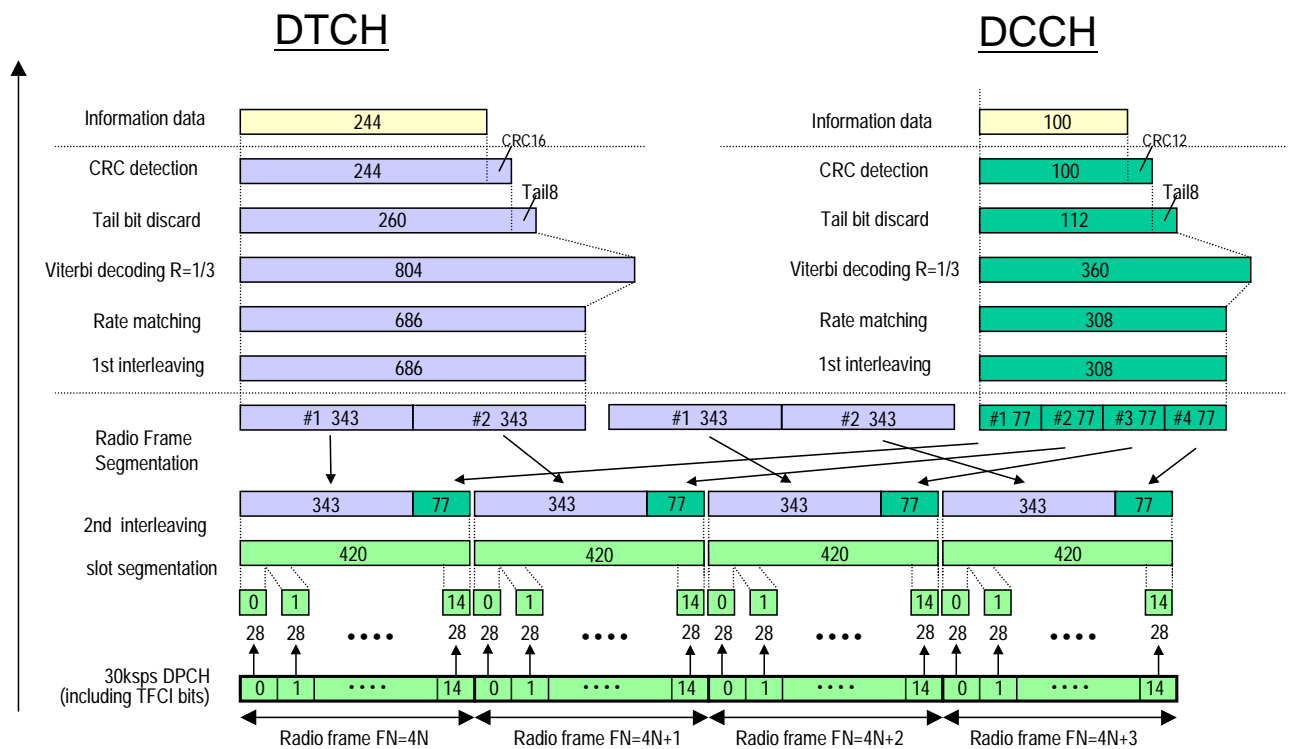 DTCH DCCH
Information data 244 Information data 100
CRC16 CRC12
CRC detection 244 CRC detection 100
Tail8 Tail8
Tail bit discard 260 Tail bit discard 112
Viterbi decoding R=1/3 804 Viterbi decoding R=1/3 360
Rate matching 686 Rate matching 308
1st interleaving 686 1st interleaving 308
#1 343 #2 343 #1 343 #2 343 #1 77 #2 77 #3 77 #4 77
Radio Frame
Segmentation
343 77 343 77 343 77 343 77
2nd interleaving
420 420 420 420
slot segmentation
0 1 14 0 1 14 0 1 14 0 1 14
28 28 •••• 28 28 28 •••• 28 28 28 •••• 28 28 28 •••• 28
30ksps DPCH
(including TFCI bits)
0 1 •••• 14 0 1 •••• 14 0 1 •••• 14 0 1 •••• 14
Radio frame FN=4N Radio frame FN=4N+1 Radio frame FN=4N+2 Radio frame FN=4N+3